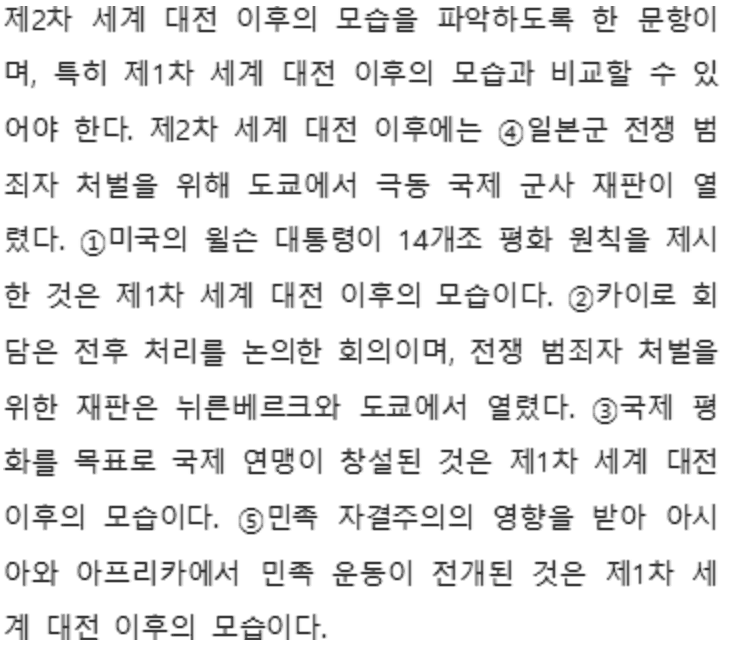 제2차 세계 대전 이후의 모습을 파악하도록 한 문항이
며, 특히 제1차 세계 대전 이후의 모습과 비교할 수 있
어야 한다. 제2차 세계 대전 이후에는 ④일본군 전쟁 범
죄자 처벌을 위해 도쿄에서 극동 국제 군사 재판이 열
렸다. ①미국의 윌슨 대통령이 14개조 평화 원칙을 제시
한 것은 제1차 세계 대전 이후의 모습이다. ②카이로 회
담은 전후 처리를 논의한 회의이며, 전쟁 범죄자 처벌을
위한 재판은 뉘른베르크와 도쿄에서 열렸다. ③국제 평
화를 목표로 국제 연맹이 창설된 것은 제1차 세계 대전
이후의 모습이다. ⑤민족 자결주의의 영향을 받아 아시
아와 아프리카에서 민족 운동이 전개된 것은 제1차 세
계 대전 이후의 모습이다.